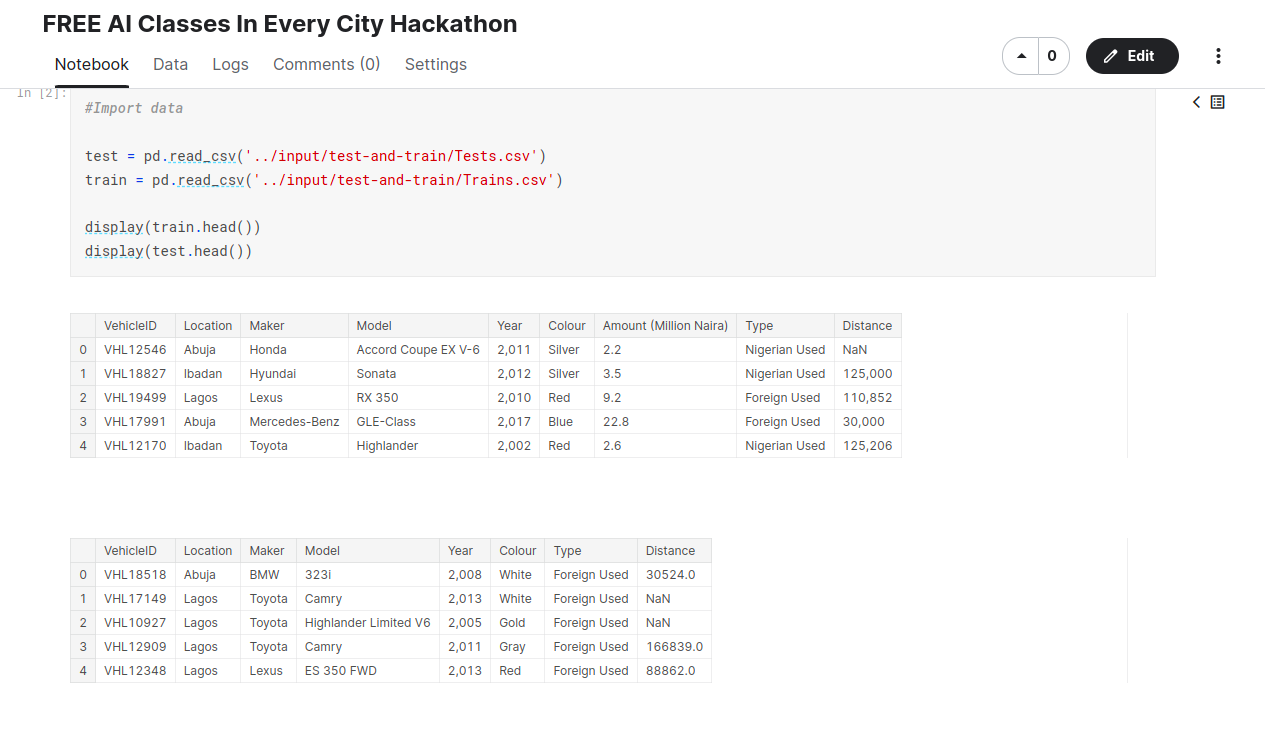 FREE AI Classes In Every City Hackathon
Notebook Data Logs Comments (0) Settings
0 Edit
In [2]:
#Import data
test = pd.read_csv('../input/test-and-train/Tests.csv')
train = pd.read_csv('../input/test-and-train/Trains.csv')
display(train.head())
display(test.head())
VehicleID Location Maker Model Year Colour Amount (Million Naira) Type Distance
0 VHL12546 Abuja Honda Accord Coupe EX V-6 2,011 Silver 2.2 Nigerian Used NaN
1 VHL18827 Ibadan Hyundai Sonata 2,012 Silver 3.5 Nigerian Used 125,000
2 VHL19499 Lagos Lexus RX 350 2,010 Red 9.2 Foreign Used 110,852
3 VHL17991 Abuja Mercedes-Benz GLE-Class 2,017 Blue 22.8 Foreign Used 30,000
4 VHL12170 Ibadan Toyota Highlander 2,002 Red 2.6 Nigerian Used 125,206
VehicleID Location Maker Model Year Colour Type Distance
0 VHL18518 Abuja BMW 323i 2,008 White Foreign Used 30524.0
1 VHL17149 Lagos Toyota Camry 2,013 White Foreign Used NaN
2 VHL10927 Lagos Toyota Highlander Limited V6 2,005 Gold Foreign Used NaN
3 VHL12909 Lagos Toyota Camry 2,011 Gray Foreign Used 166839.0
4 VHL12348 Lagos Lexus ES 350 FWD 2,013 Red Foreign Used 88862.0